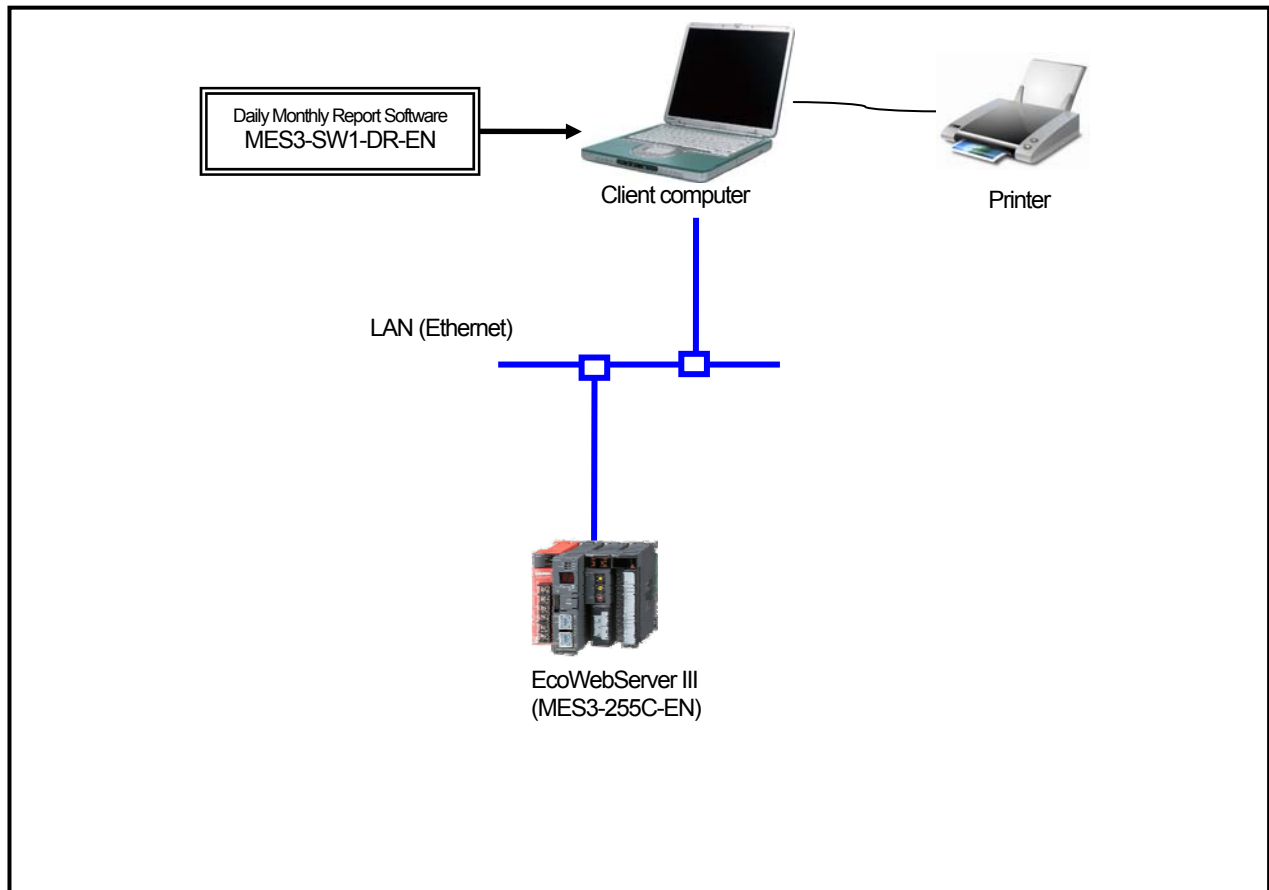 Daily Monthly Report Software
MES3-SW1-DR-EN
Client computer
Printer
LAN (Ethernet)
EcoWebServer III
(MES3-255C-EN)